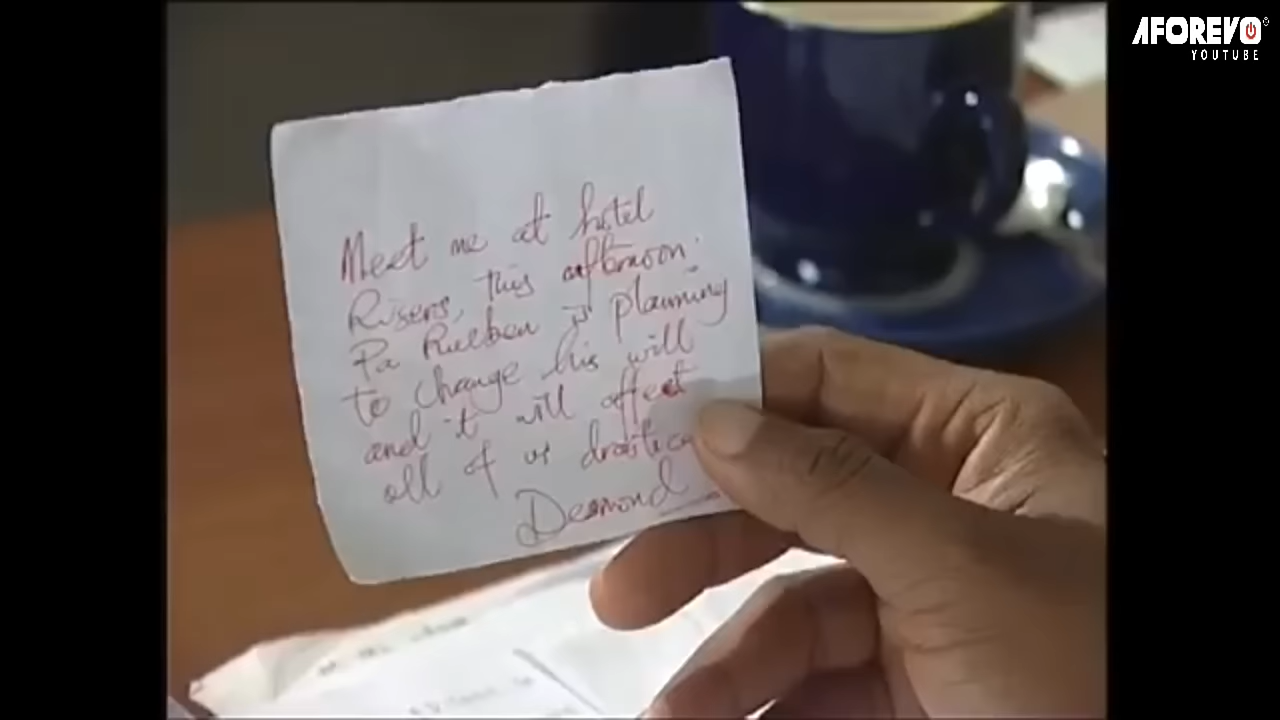 AFOREVO
YOUTUBE
Meet me at hotel
Risers, this afternoon.
Pa Rueben is planning
to change his will
and it will affect
all of us drastica
Desmond